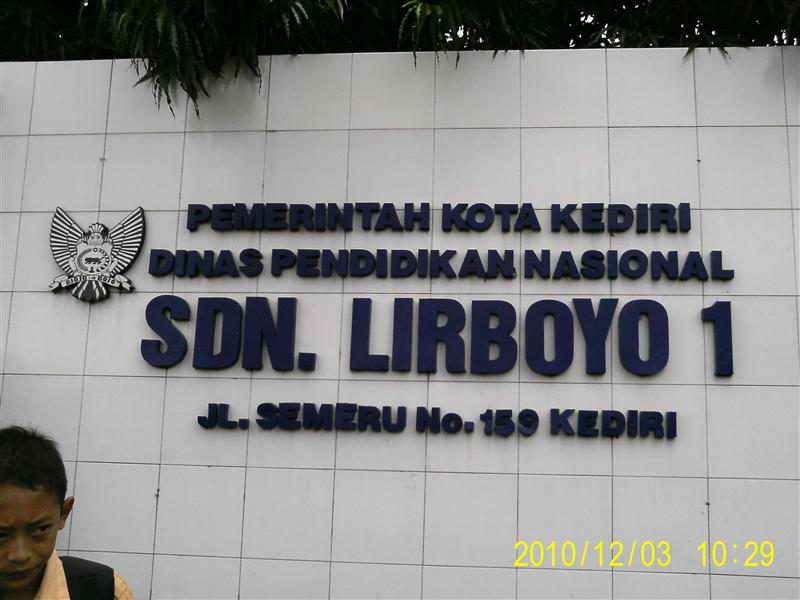 PEMERINTAH KOTA KEDIRI
DINAS PENDIDIKAN NASIONAL
SDN. LIRBOYO 1
JL. SEMERU No. 159 KEDIRI
2010/12/03 10:29